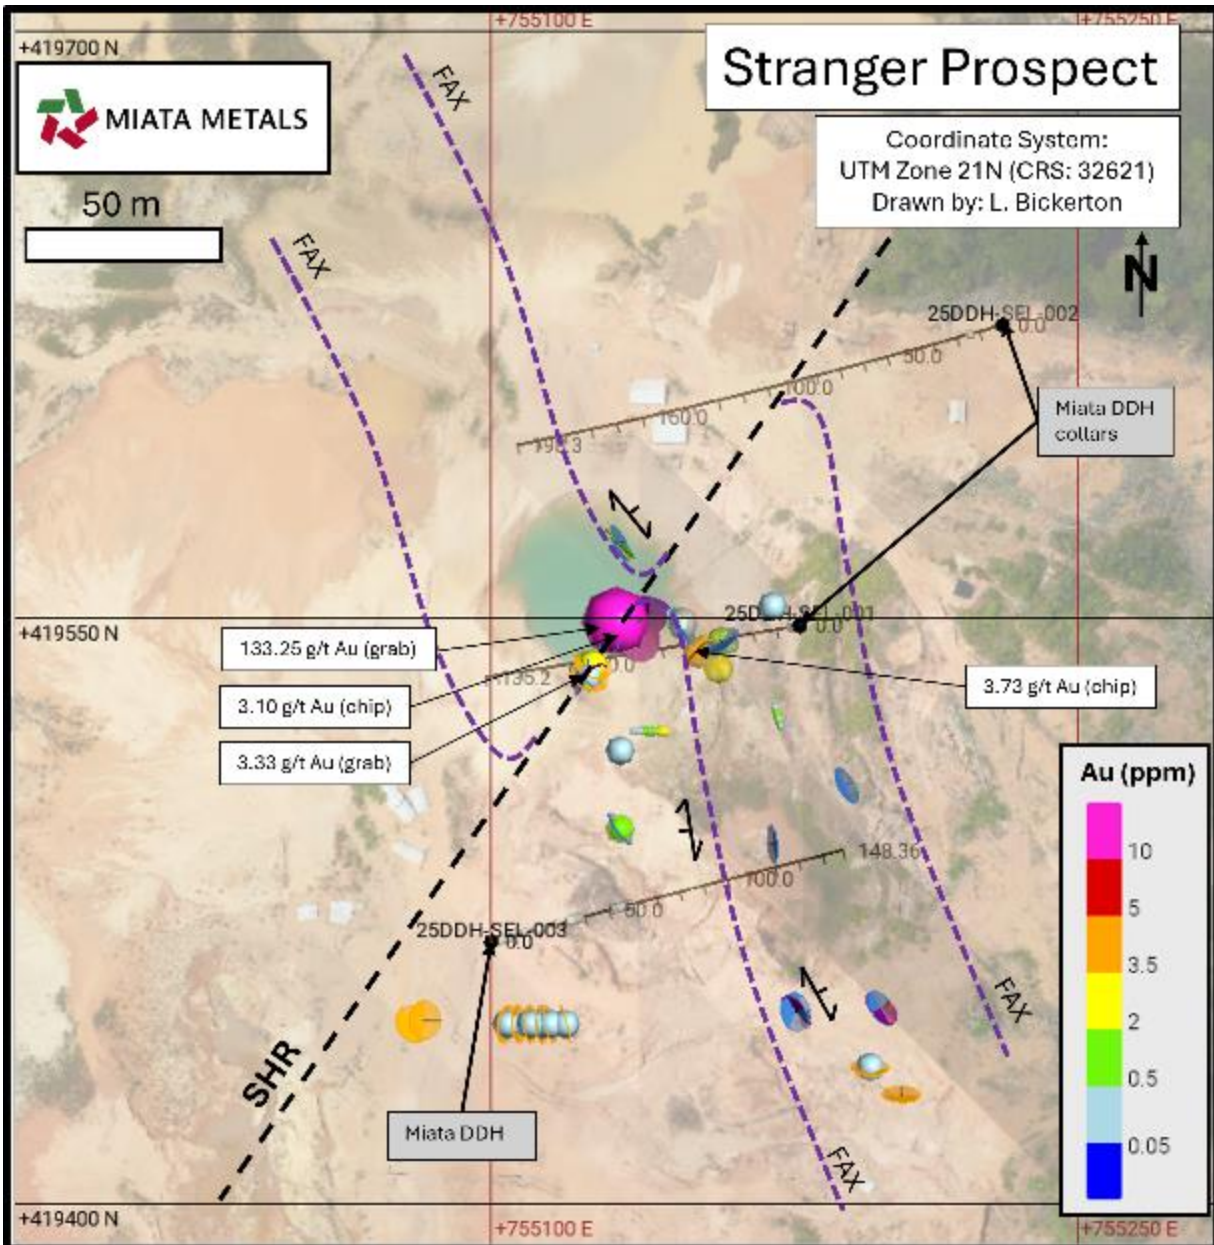 +755100 E
+755250 E
+419700 N
Stranger Prospect
MIATA METALS
Coordinate System:
UTM Zone 21N (CRS: 32621)
Drawn by: L. Bickerton
50 m
FAX
FAX
N
25DDH-SEL-002
0.0
50.0
100.0
150.0
Miata DDH
collars
+419550 N
25DDH-SEL-001
0.0
133.25 g/t Au (grab)
135.2
3.10 g/t Au (chip)
3.33 g/t Au (grab)
3.73 g/t Au (chip)
Au (ppm)
10
5
3.5
2
0.5
0.05
148.36
100.0
50.0
25DDH-SEL-003
0.0
FAX
SHR
Miata DDH
FAX
+419400 N
+755100 E
+755250 E